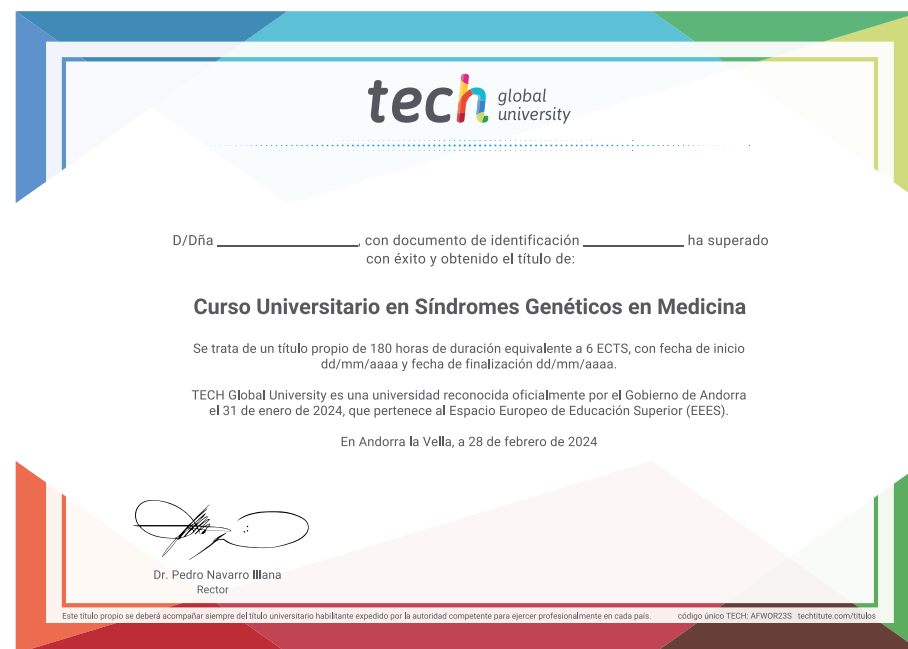 tech global university
D/Dña ____________________, con documento de identificación ______________ ha superado
con éxito y obtenido el título de:
Curso Universitario en Síndromes Genéticos en Medicina
Se trata de un título propio de 180 horas de duración equivalente a 6 ECTS, con fecha de inicio
dd/mm/aaaa y fecha de finalización dd/mm/aaaa.
TECH Global University es una universidad reconocida oficialmente por el Gobierno de Andorra
el 31 de enero de 2024, que pertenece al Espacio Europeo de Educación Superior (EEES).
En Andorra la Vella, a 28 de febrero de 2024
Dr. Pedro Navarro Illana
Rector
Este título propio se deberá acompañar siempre del título universitario habilitante expedido por la autoridad competente para ejercer profesionalmente en cada país. código único TECH: AFWOR23S techtitute.com/titulos